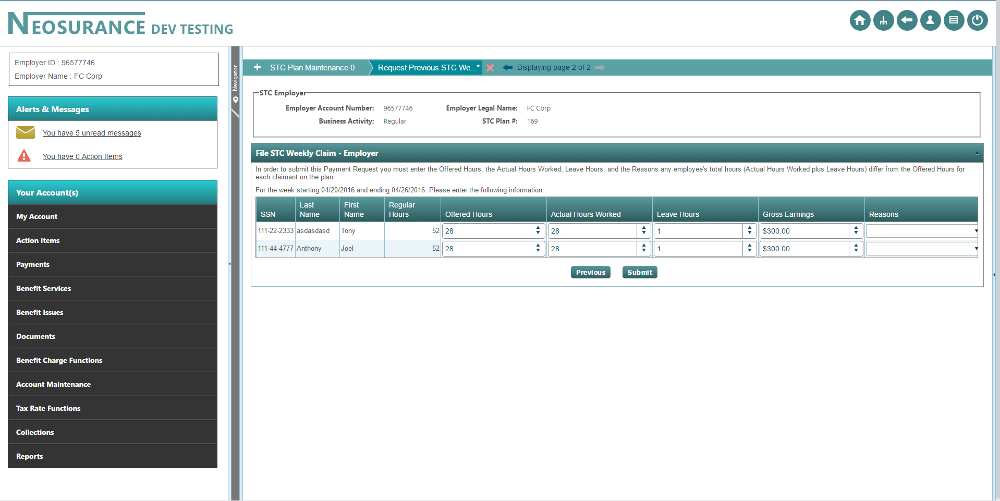 NEOSURANCE DEV TESTING
Employer ID : 96577746
Employer Name : FC Corp
Alerts & Messages
You have 5 unread messages
You have 0 Action Items
Your Account(s)
My Account
Action Items
Payments
Benefit Services
Benefit Issues
Documents
Benefit Charge Functions
Account Maintenance
Tax Rate Functions
Collections
Reports
Navigator
STC Plan Maintenance 0 Request Previous STC We...* Displaying page 2 of 2
STC Employer
Employer Account Number: 96577746 Employer Legal Name: FC Corp
Business Activity: Regular STC Plan #: 169
File STC Weekly Claim - Employer
In order to submit this Payment Request you must enter the Offered Hours, the Actual Hours Worked, Leave Hours, and the Reasons any employee's total hours (Actual Hours Worked plus Leave Hours) differ from the Offered Hours for
each claimant on the plan.
For the week starting 04/20/2016 and ending 04/26/2016. Please enter the following information.
SSN Last Name First Name Regular Hours Offered Hours Actual Hours Worked Leave Hours Gross Earnings Reasons
111-22-2333 asdasdasd Tony 52 28 28 1 $300.00
111-44-4777 Anthony Joel 52 28 28 1 $300.00
Previous Submit